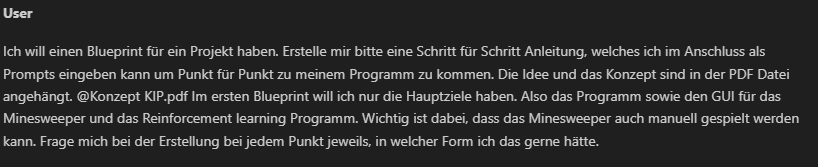 User
Ich will einen Blueprint für ein Projekt haben. Erstelle mir bitte eine Schritt für Schritt Anleitung, welches ich im Anschluss als
Prompts eingeben kann um Punkt für Punkt zu meinem Programm zu kommen. Die Idee und das Konzept sind in der PDF Datei
angehängt. @Konzept KIP.pdf Im ersten Blueprint will ich nur die Hauptziele haben. Also das Programm sowie den GUI für das
Minesweeper und das Reinforcement learning Programm. Wichtig ist dabei, dass das Minesweeper auch manuell gespielt werden
kann. Frage mich bei der Erstellung bei jedem Punkt jeweils, in welcher Form ich das gerne hätte.